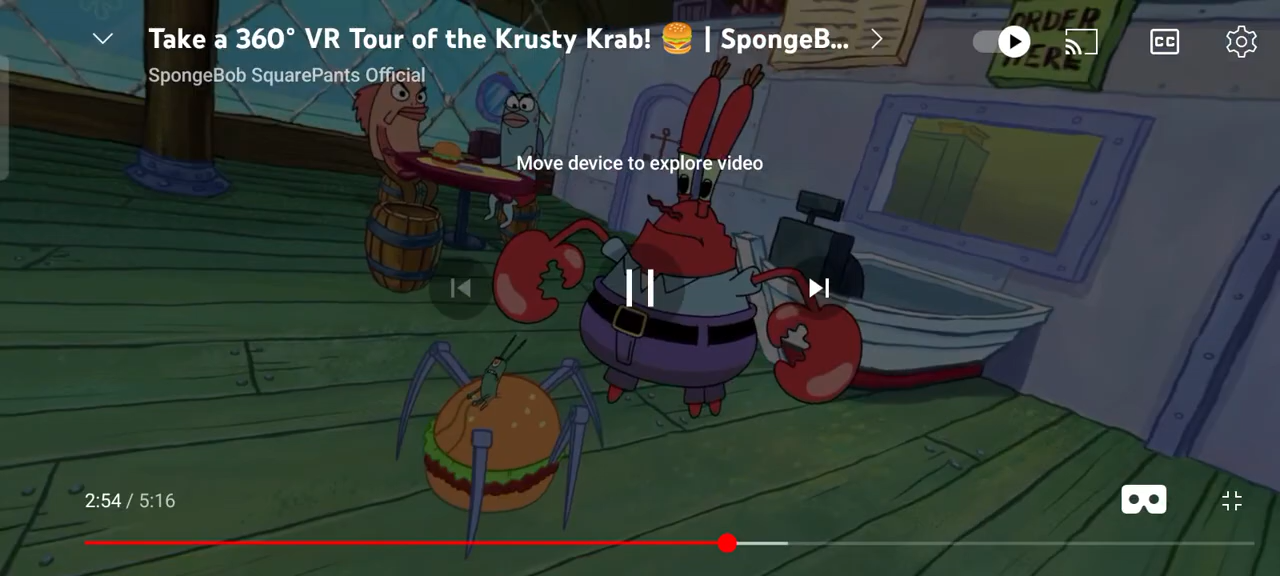 Take a 360° VR Tour of the Krusty Krab! 🍔 | SpongeB...
SpongeBob SquarePants Official
CC
ORDER
HERE
Move device to explore video
2:54 / 5:16